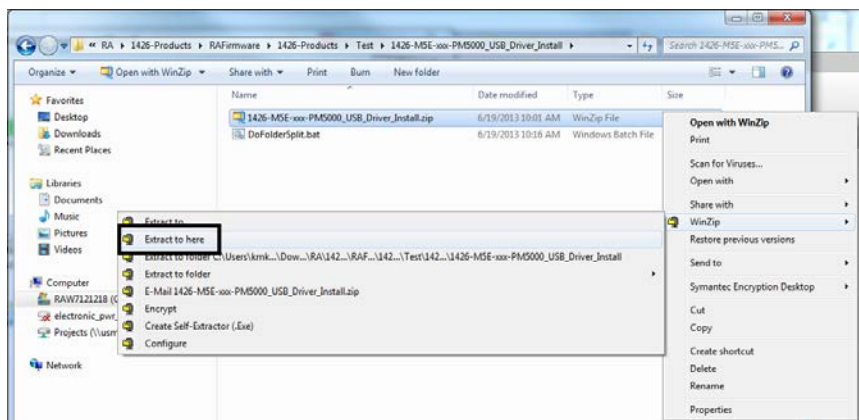 « RA ▸ 1426-Products ▸ RAFirmware ▸ 1426-Products ▸ Test ▸ 1426-M5E-xxx-PM5000_USB_Driver_Install ▸
Search 1426-M5E-xxx-PM5...
Organize Open with WinZip Share with Print Burn New folder
Name Date modified Type Size
Favorites
Desktop
Downloads
Recent Places
Libraries
Documents
Music
Pictures
Videos
Computer
RAW7121218 (C
electronic_pwr_
Projects (\\usm
Network
1426-M5E-xxx-PM5000_USB_Driver_Install.zip 6/19/2013 10:01 AM WinZip File
DoFolderSplit.bat 6/19/2013 10:16 AM Windows Batch File
Open with WinZip
Print
Scan for Viruses...
Open with
Share with
WinZip
Restore previous versions
Send to
Symantec Encryption Desktop
Cut
Copy
Create shortcut
Delete
Rename
Properties
Extract to
Extract to here
Extract to folder C:\Users\kmk...\Dow...\RA\142...\RAF...\142...\Test\142...\1426-M5E-xxx-PM5000_USB_Driver_Install
Extract to folder
E-Mail 1426-M5E-xxx-PM5000_USB_Driver_Install.zip
Encrypt
Create Self-Extractor (.Exe)
Configure